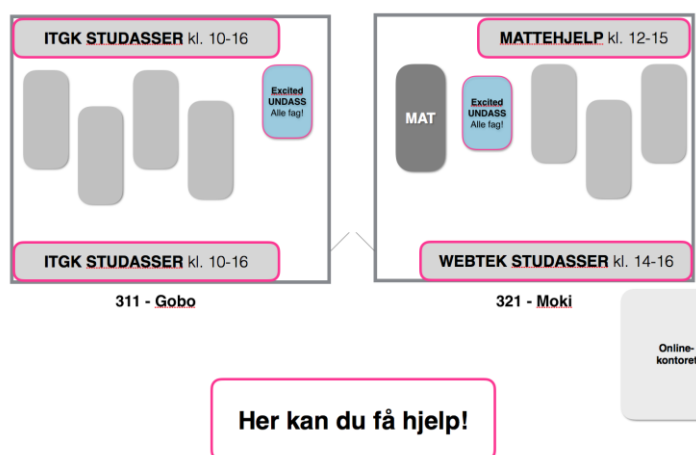 ITGK STUDASSER kl. 10-16
MATTEHJELP kl. 12-15
Excited
UNDASS
Alle fag!
MAT
Excited
UNDASS
Alle fag!
ITGK STUDASSER kl. 10-16
WEBTEK STUDASSER kl. 14-16
311 - Gobo
321 - Moki
Online-
kontoret
Her kan du få hjelp!